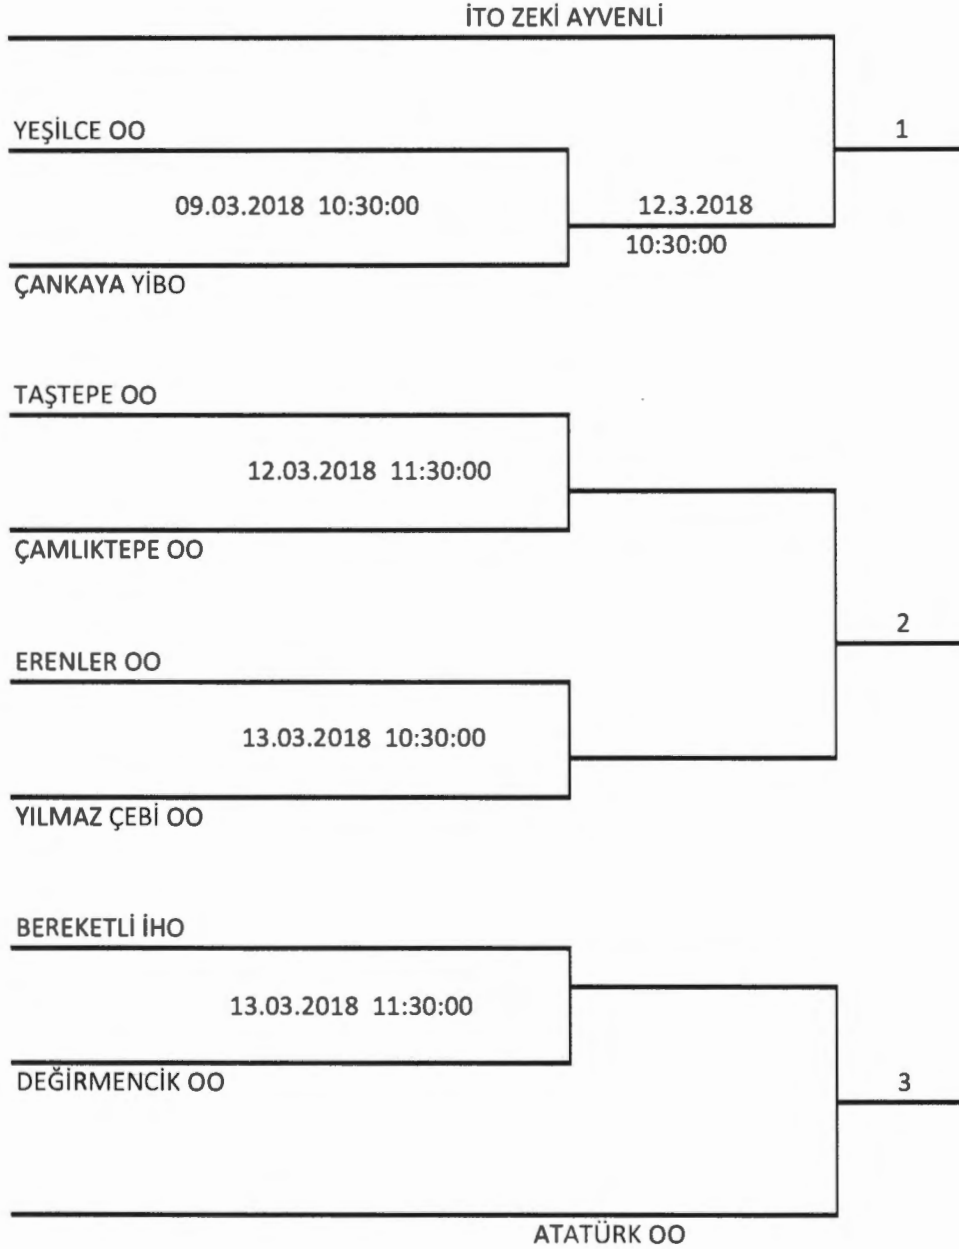 İTO ZEKİ AYVENLİ
YEŞİLCE OO
1
09.03.2018 10:30:00
12.3.2018
10:30:00
ÇANKAYA YİBO
TAŞTEPE OO
12.03.2018 11:30:00
ÇAMLIKTEPE OO
2
ERENLER OO
13.03.2018 10:30:00
YILMAZ ÇEBİ OO
BEREKETLİ İHO
13.03.2018 11:30:00
DEĞİRMENCİK OO
3
ATATÜRK OO